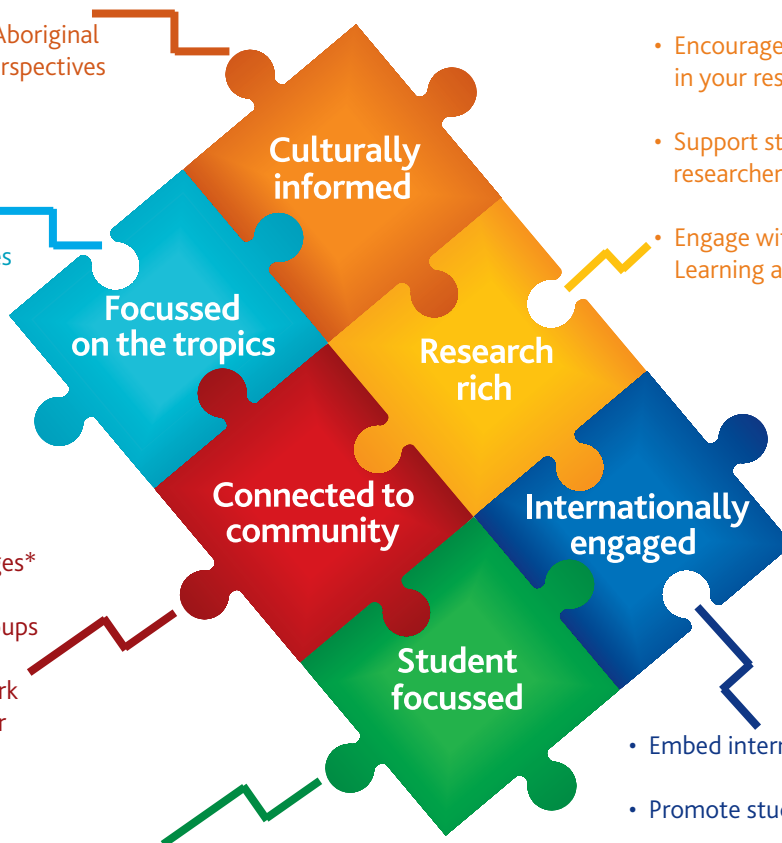 Aboriginal
rspectives
• Encourage
in your res
• Support st
researcher
• Engage wi
Learning a
Culturally
informed
es
Focussed
on the tropics
Research
rich
Connected to
community
Internationally
engaged
ges*
ups
rk
r
Student
focussed
• Embed intern
• Promote stu